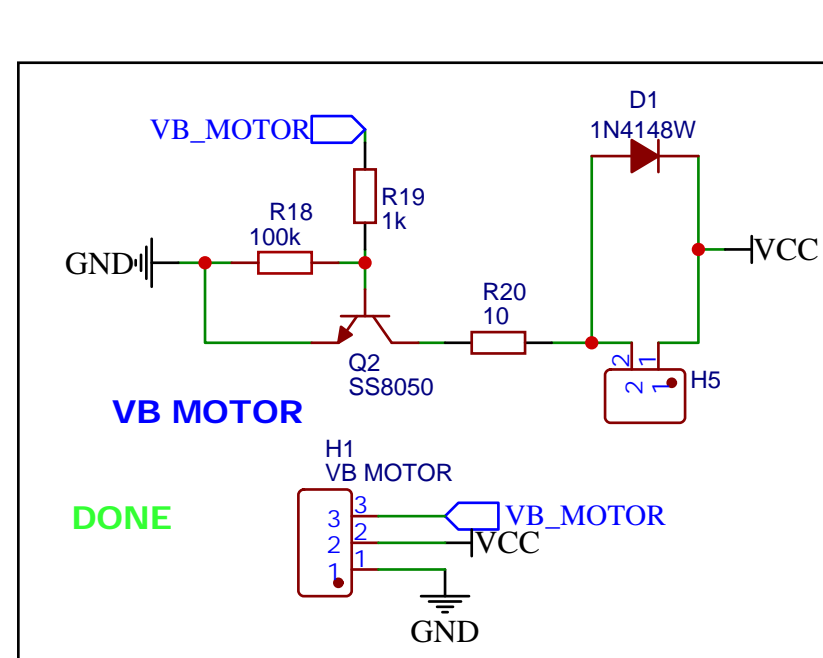 D1
1N4148W
VB_MOTOR
R19
1k
R18
100k
GND
VCC
R20
10
Q2
SS8050
2
1
2
1
H5
VB MOTOR
H1
VB MOTOR
DONE
3
3
VB_MOTOR
2
2
VCC
1
1
GND